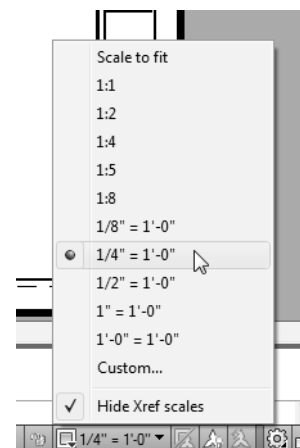 Scale to fit
1:1
1:2
1:4
1:5
1:8
1/8" = 1'-0"
1/4" = 1'-0"
1/2" = 1'-0"
1" = 1'-0"
1'-0" = 1'-0"
Custom...
Hide Xref scales
1/4" = 1'-0"